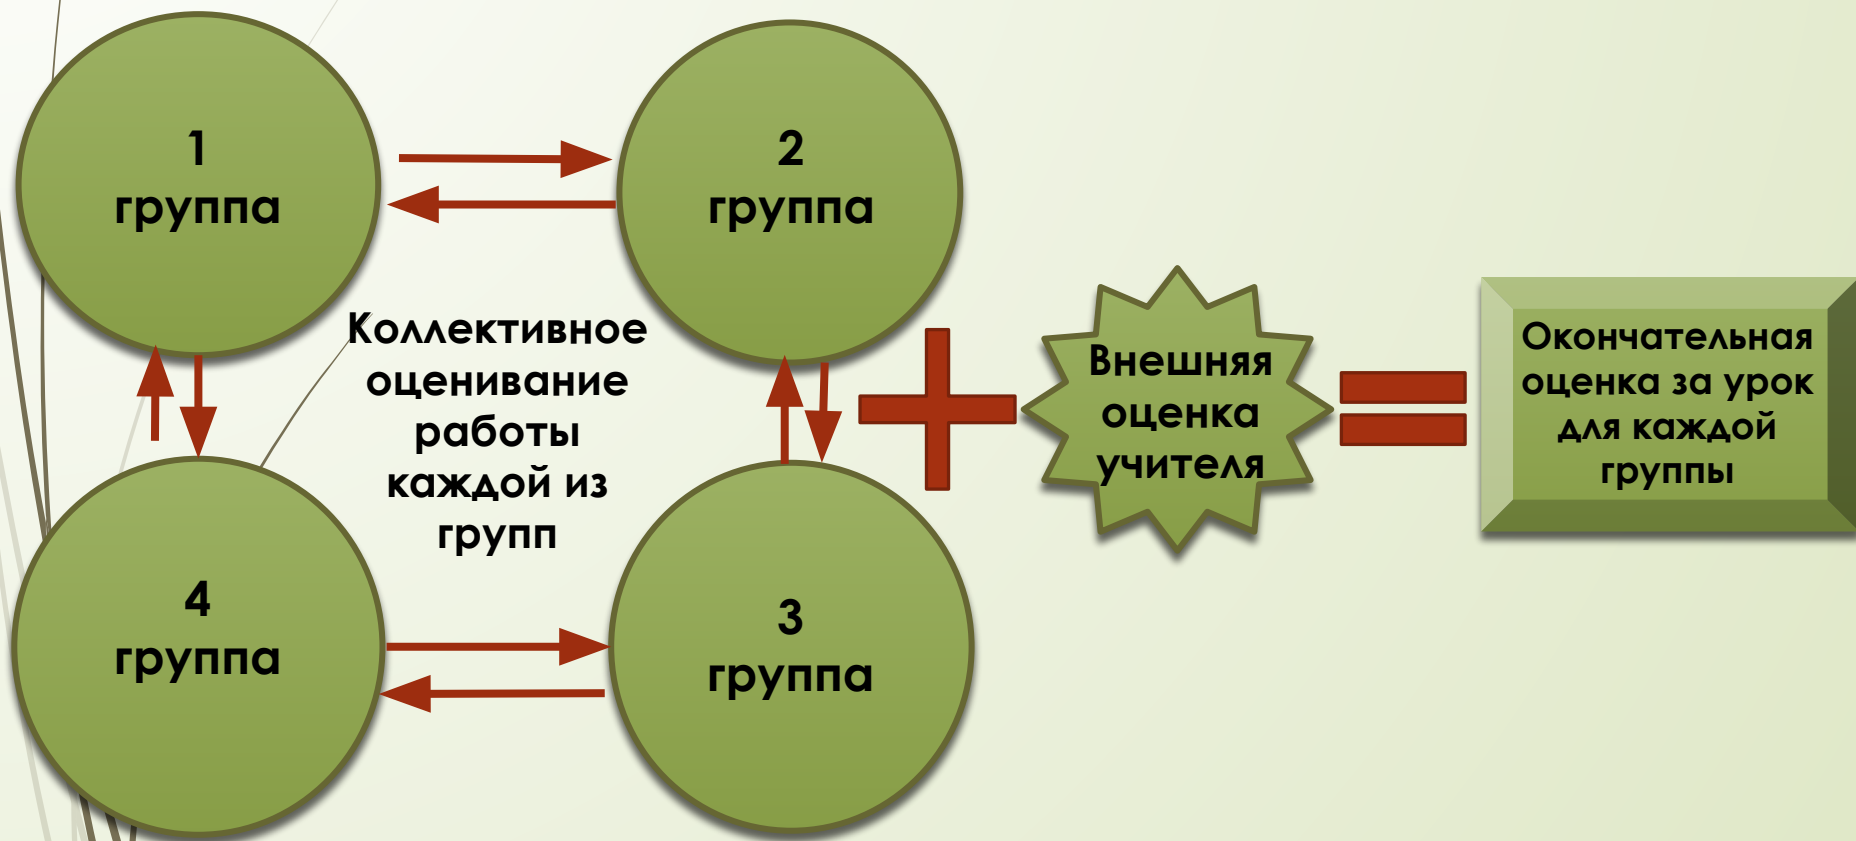 1
группа
2
группа
Коллективное
оценивание
работы
каждой из
групп
4
группа
3
группа
Внешняя
оценка
учителя
Окончательная
оценка за урок
для каждой
группы